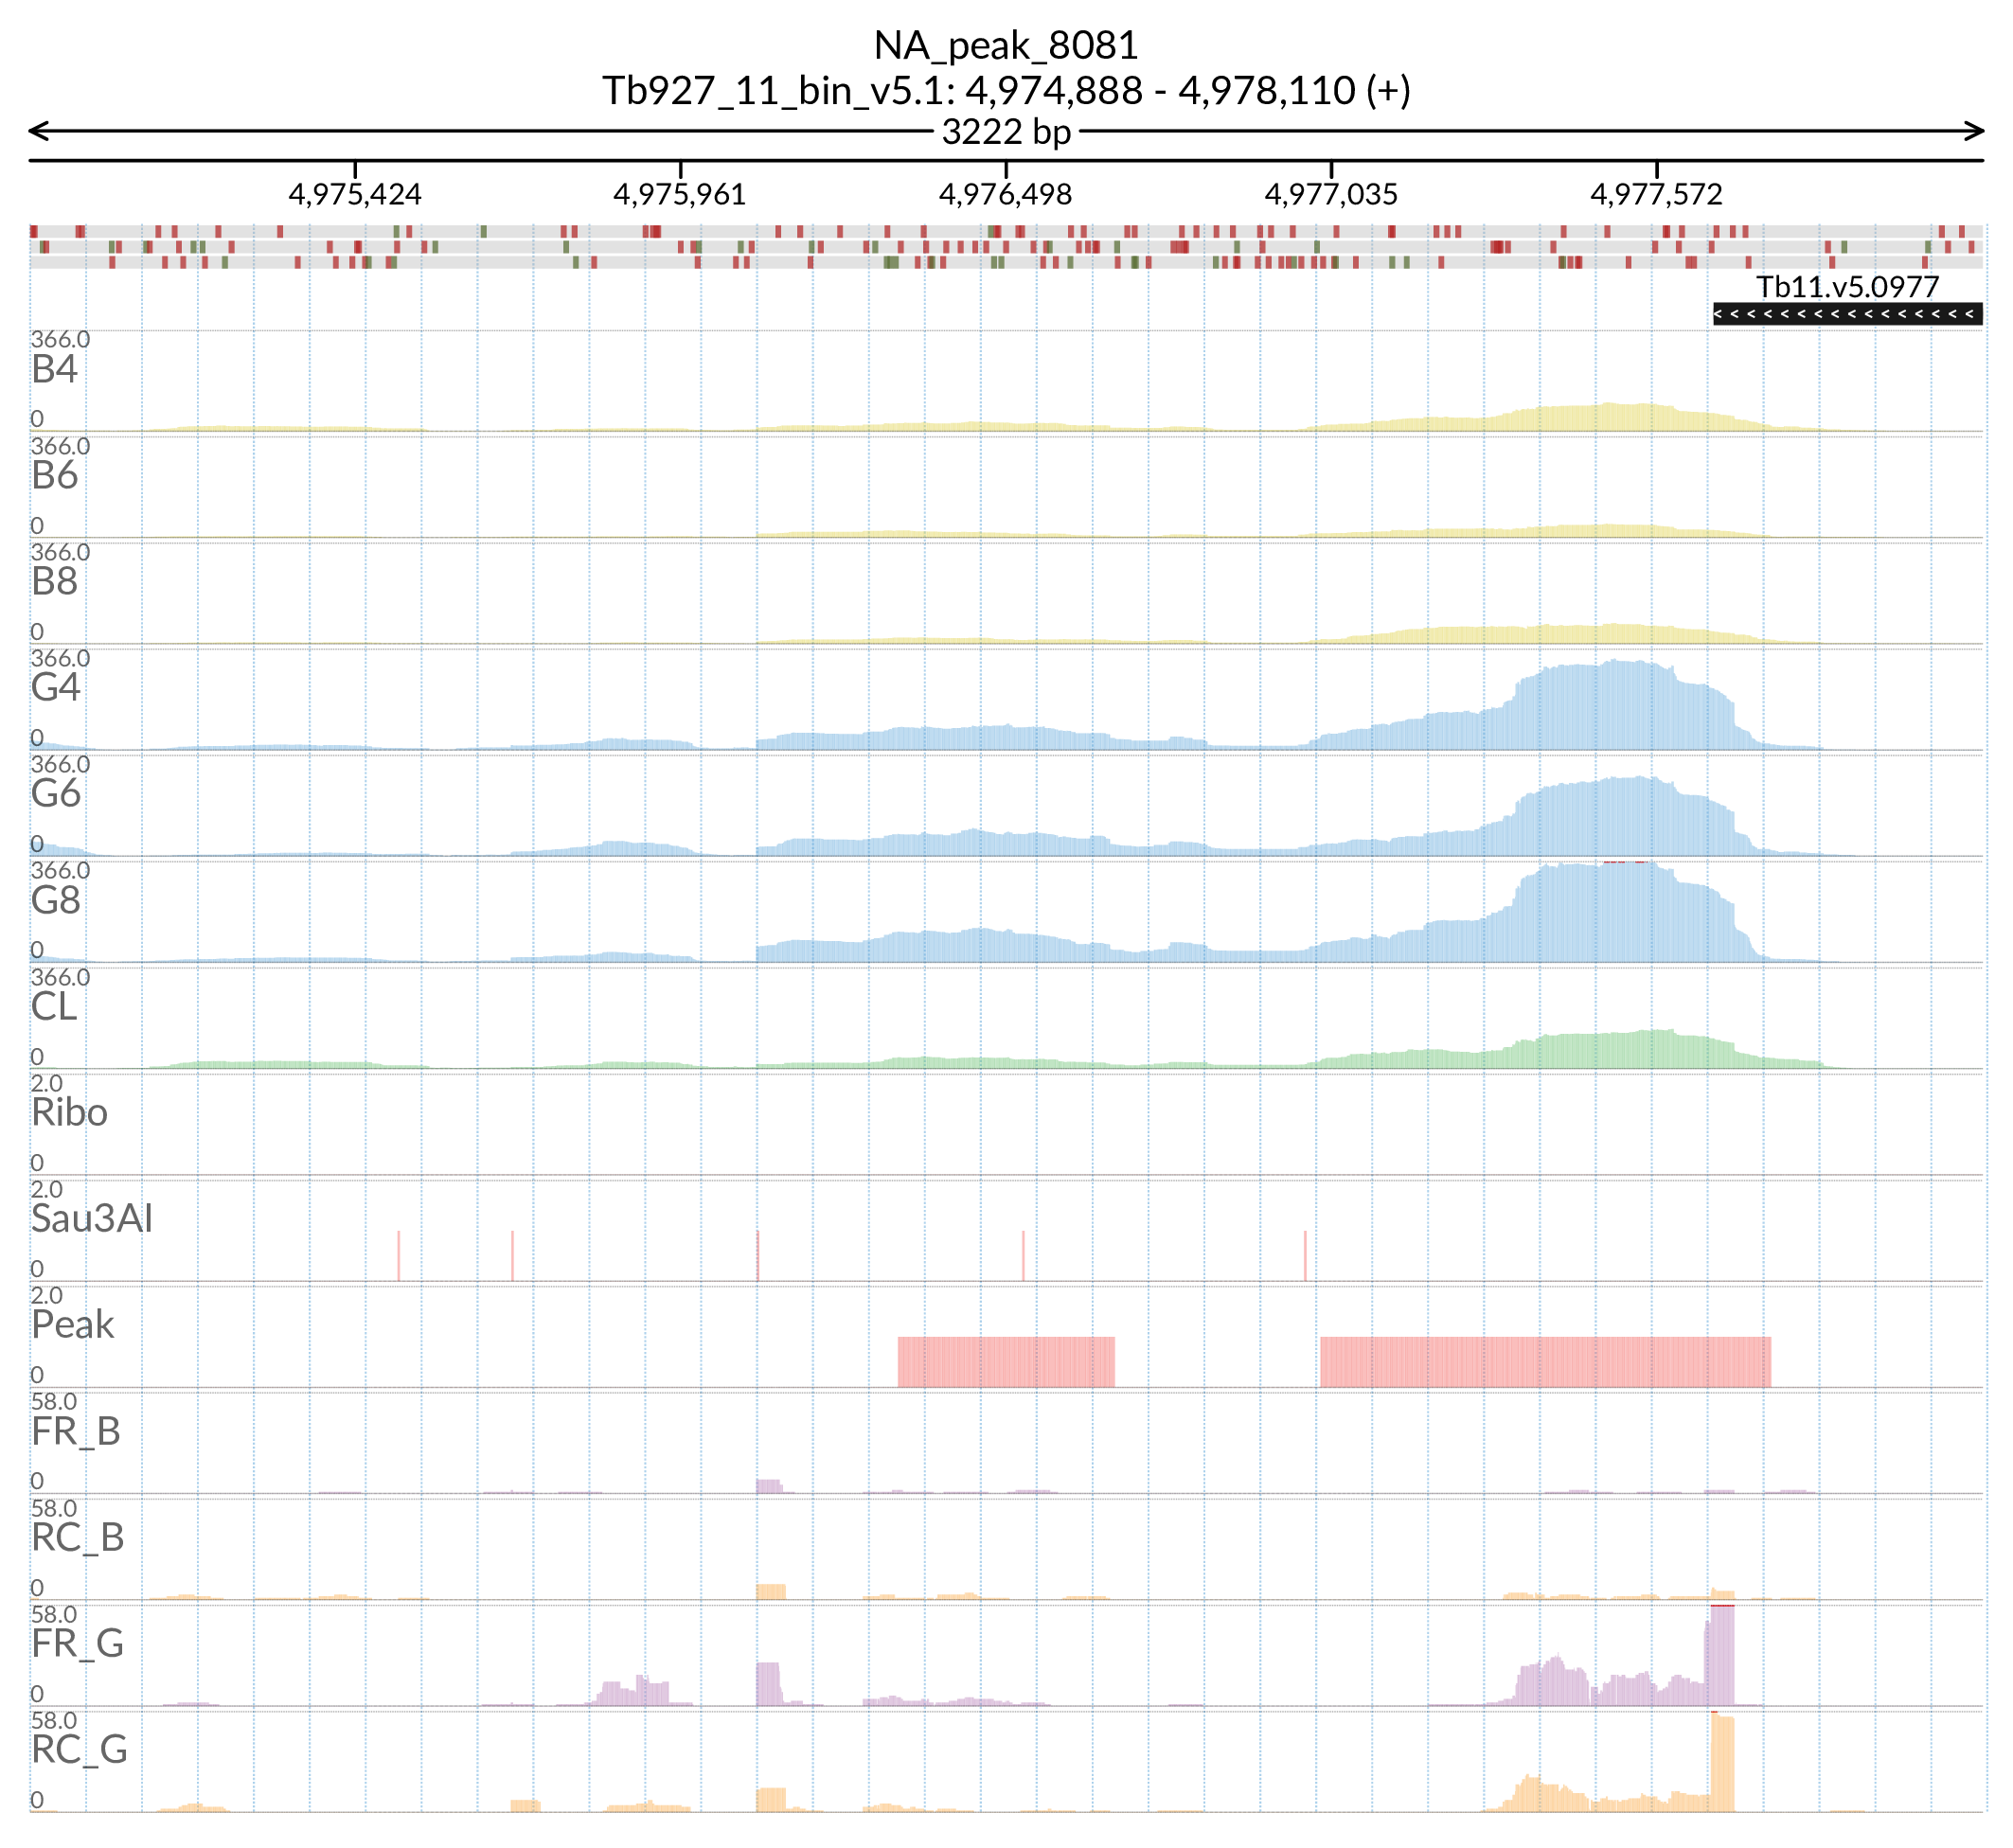 NA_peak_8081
Tb927_11_bin_v5.1: 4,974,888 - 4,978,110 (+)
3222 bp
4,975,424 4,975,961 4,976,498 4,977,035 4,977,572
Tb11.v5.0977
366.0
B4
0
366.0
B6
0
366.0
B8
0
366.0
G4
0
366.0
G6
0
366.0
G8
0
366.0
CL
0
2.0
Ribo
0
2.0
Sau3AI
0
2.0
Peak
0
58.0
FR_B
0
58.0
RC_B
0
58.0
FR_G
0
58.0
RC_G
0